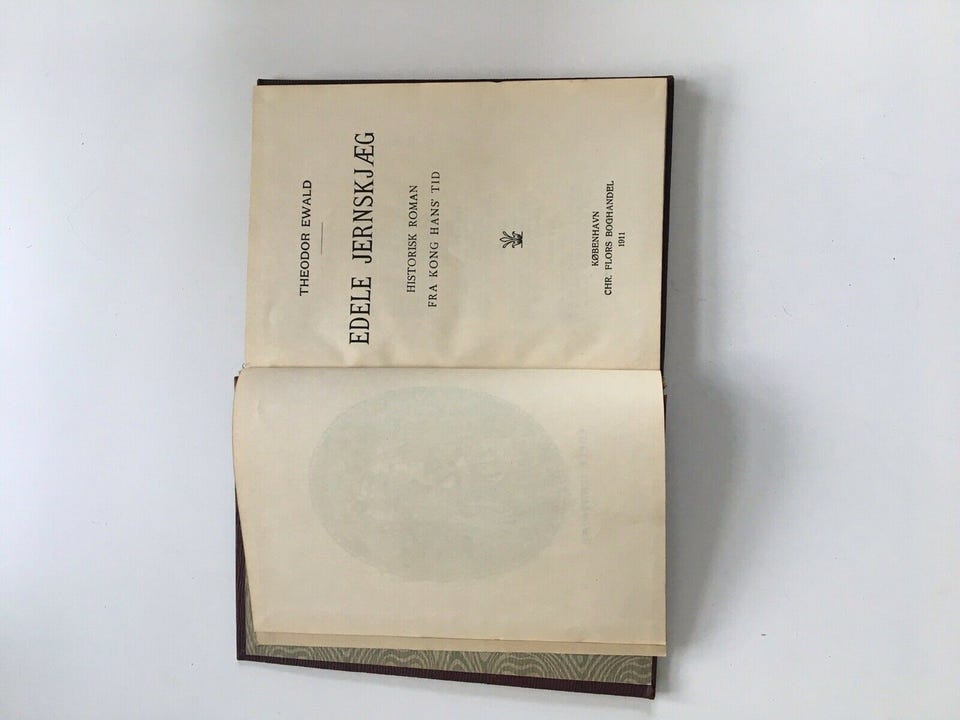 THEODOR EWALD
EDELE JERNSKJÆG
HISTORISK ROMAN
FRA KONG HANS' TID
KØBENHAVN
CHR. FLORS BOGHANDEL
1911